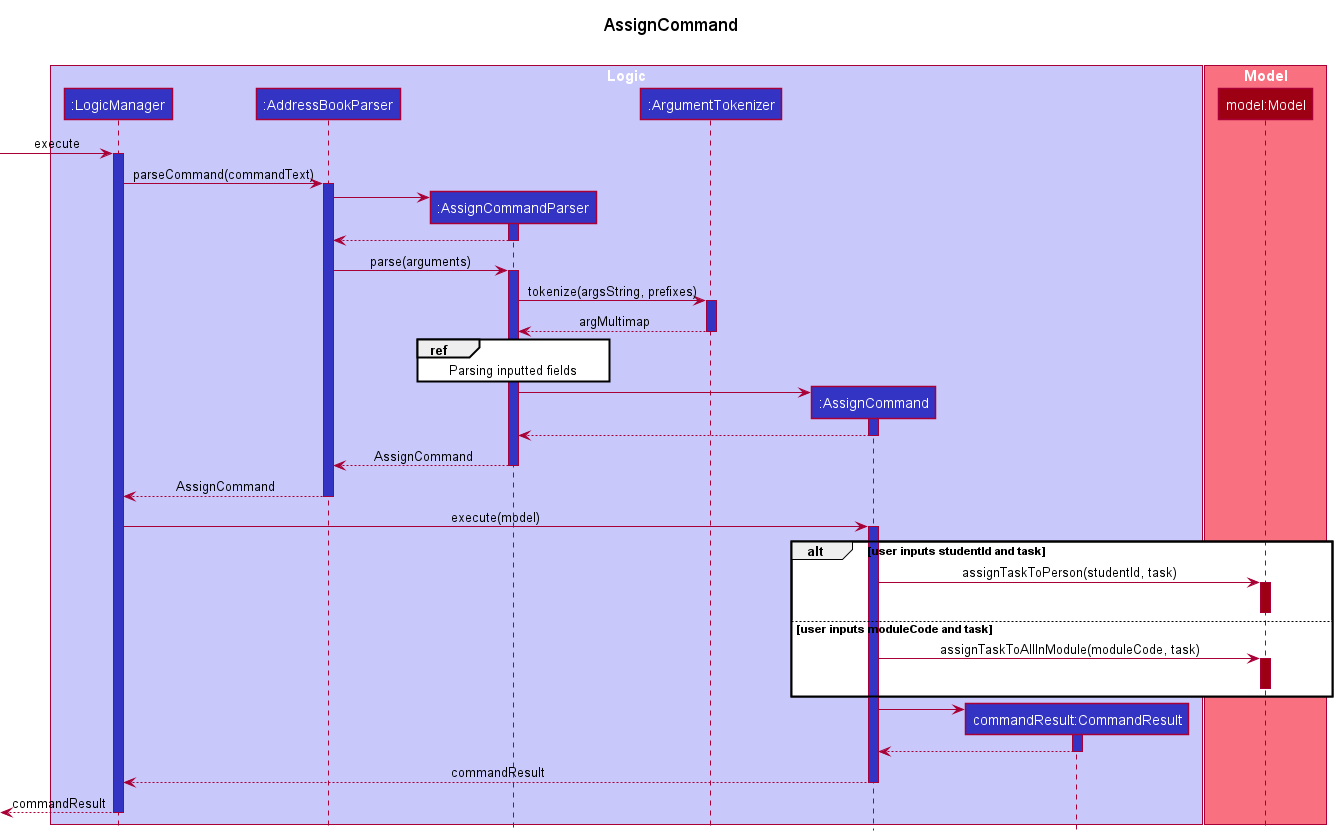 AssignCommand
Logic
Model
:LogicManager
:AddressBookParser
:ArgumentTokenizer
model:Model
execute
parseCommand(commandText)
:AssignCommandParser
parse(arguments)
tokenize(argsString, prefixes)
argMultimap
ref
Parsing inputted fields
:AssignCommand
AssignCommand
AssignCommand
execute(model)
alt
[user inputs studentId and task]
assignTaskToPerson(studentId, task)
[user inputs moduleCode and task]
assignTaskToAllInModule(moduleCode, task)
commandResult:CommandResult
commandResult
commandResult